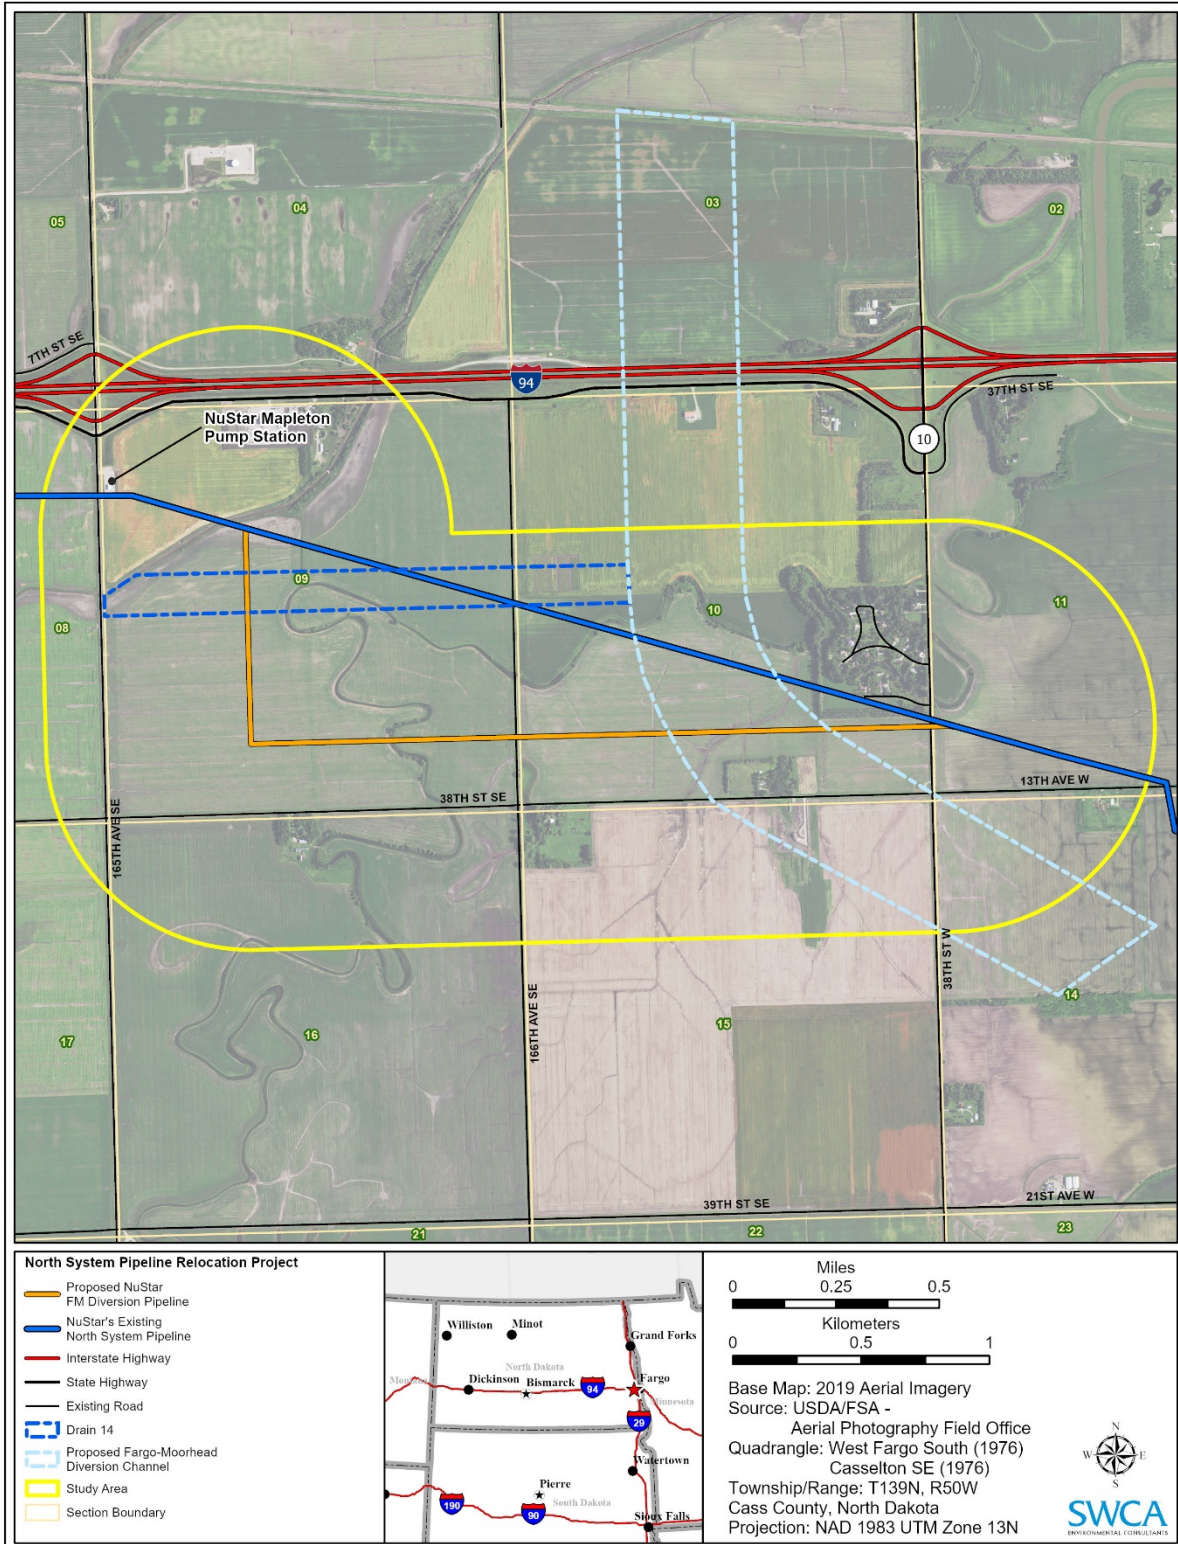 03
04
02
05
7TH ST SE
94
37TH ST SE
NuStar Mapleton
Pump Station
10
09
08
10
11
13TH AVE W
38TH ST SE
165TH AVE SE
38TH ST W
14
166TH AVE SE
15
16
17
39TH ST SE
21ST AVE W
21
22
23
North System Pipeline Relocation Project
Proposed NuStar
FM Diversion Pipeline
NuStar's Existing
North System Pipeline
Interstate Highway
State Highway
Existing Road
Drain 14
Proposed Fargo-Moorhead
Diversion Channel
Study Area
Section Boundary
Williston
Minot
Grand Forks
North Dakota
Dickinson
Bismarck
94
Fargo
Minnesota
29
Watertown
Pierre
South Dakota
190
90
Sioux Falls
Miles
0 0.25 0.5
Kilometers
0 0.5 1
Base Map: 2019 Aerial Imagery
Source: USDA/FSA -
Aerial Photography Field Office
Quadrangle: West Fargo South (1976)
Casselton SE (1976)
Township/Range: T139N, R50W
Cass County, North Dakota
Projection: NAD 1983 UTM Zone 13N
N
W E
S
SWCA
ENVIRONMENTAL CONSULTANTS